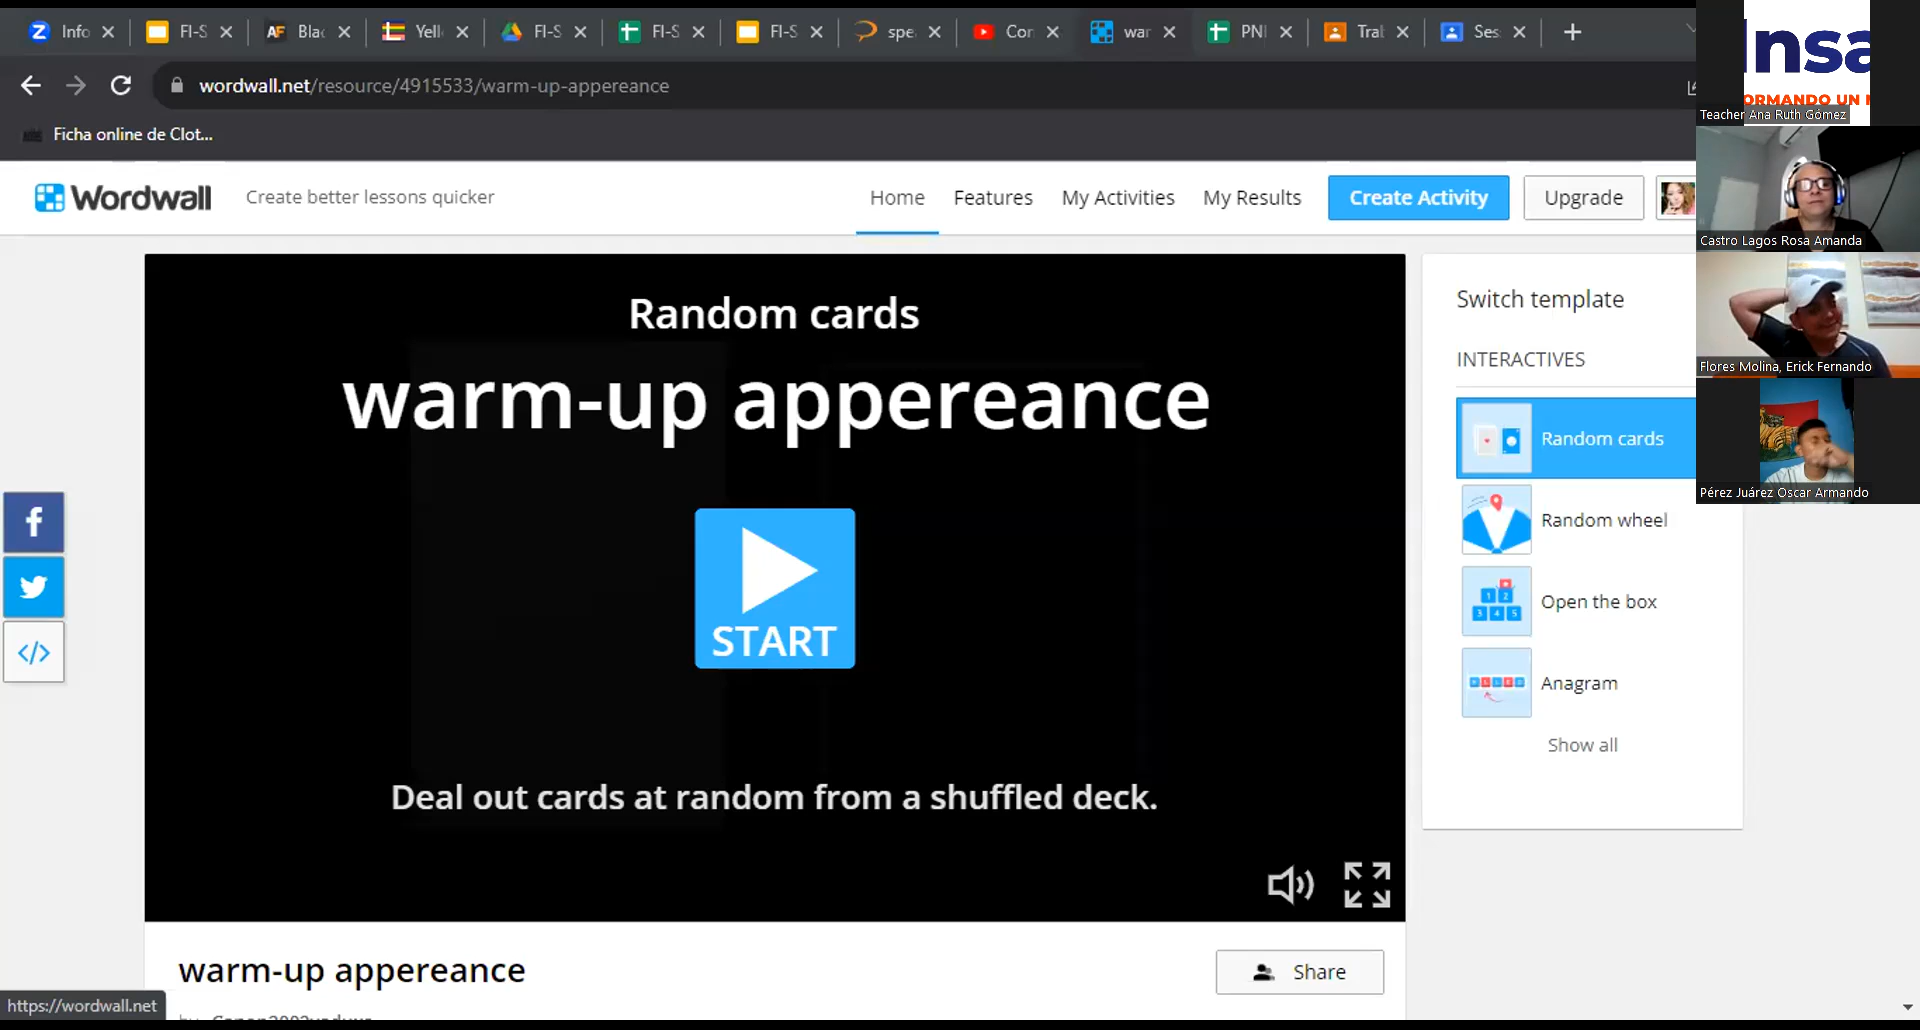 Info
FI-S
Blac
Yell
FI-S
FI-S
FI-S
spe
Cor
war
PNI
Tral
Ses
wordwall.net/resource/4915533/warm-up-appereance
Ficha online de Clot...
Wordwall
Create better lessons quicker
Home
Features
My Activities
My Results
Create Activity
Upgrade
Insa
ORMANDO UN
Teacher Ana Ruth Gómez
Castro Lagos Rosa Amanda
Flores Molina, Erick Fernando
Pérez Juárez Oscar Armando
Random cards
warm-up appereance
START
Deal out cards at random from a shuffled deck.
Switch template
INTERACTIVES
Random cards
Random wheel
Open the box
Anagram
Show all
warm-up appereance
Share
https://wordwall.net